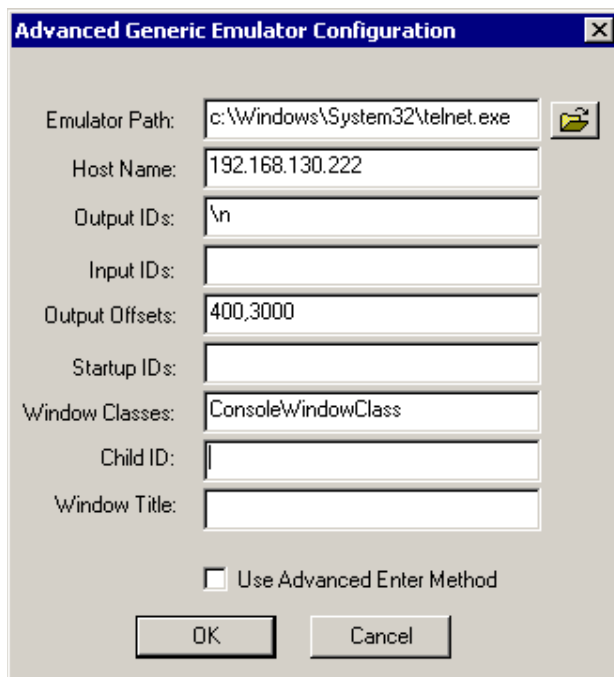 Advanced Generic Emulator Configuration
Emulator Path: c:\Windows\System32\telnet.exe
Host Name: 192.168.130.222
Output IDs: \n
Input IDs:
Output Offsets: 400,3000
Startup IDs:
Window Classes: ConsoleWindowClass
Child ID:
Window Title:
Use Advanced Enter Method
OK Cancel